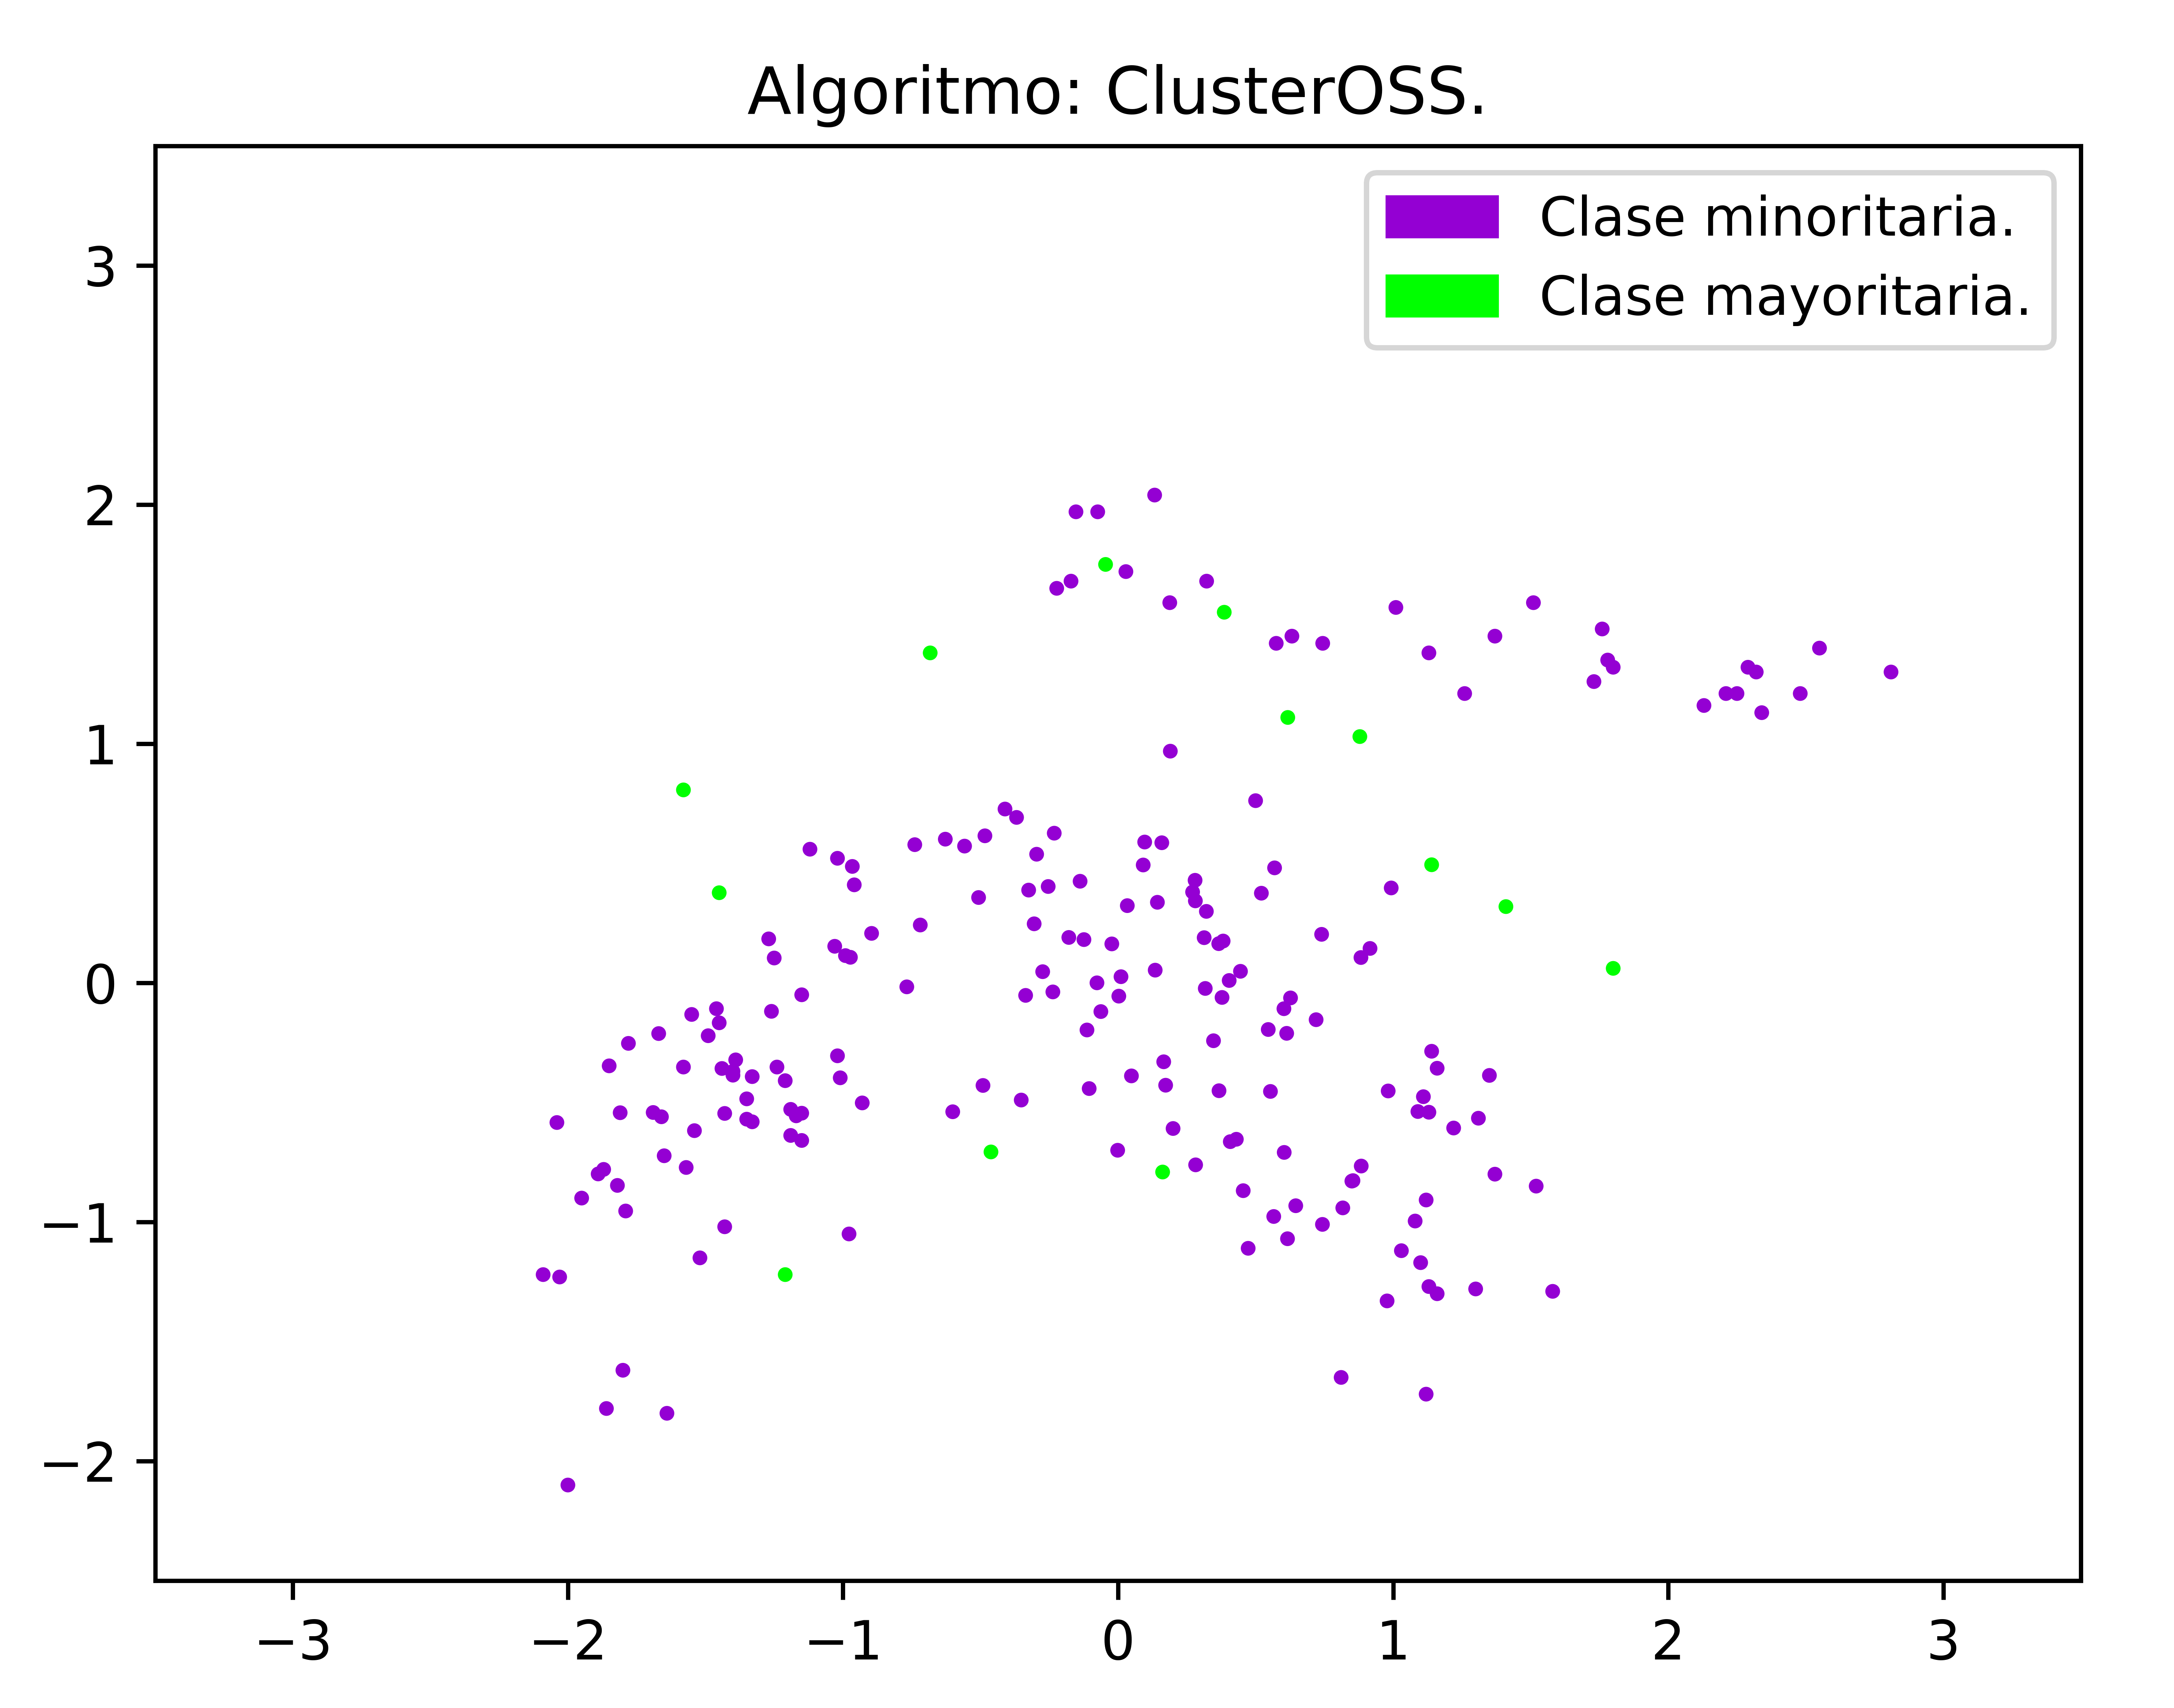 Algoritmo: ClusterOSS.
Clase minoritaria.
Clase mayoritaria.
3
2
1
0
−1
−2
−3 −2 −1 0 1 2 3